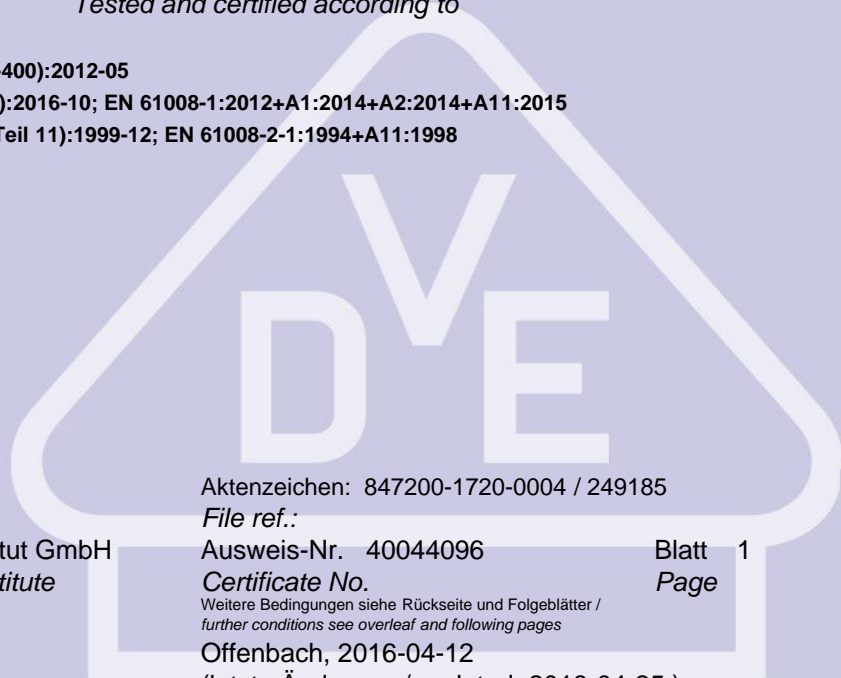 Tested and certified according to
-400):2012-05
):2016-10; EN 61008-1:2012+A1:2014+A2:2014+A11:2015
Teil 11):1999-12; EN 61008-2-1:1994+A11:1998
DVE
Aktenzeichen: 847200-1720-0004 / 249185
File ref.:
tut GmbH Ausweis-Nr. 40044096 Blatt 1
titute Certificate No. Page
Weitere Bedingungen siehe Rückseite und Folgeblätter /
further conditions see overleaf and following pages
Offenbach, 2016-04-12